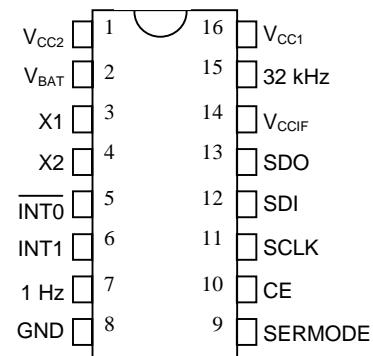 VCC2 1 16 VCC1
VBAT 2 15 32 kHz
X1 3 14 VCCIF
X2 4 13 SDO
INT0 5 12 SDI
INT1 6 11 SCLK
1 Hz 7 10 CE
GND 8 9 SERMODE